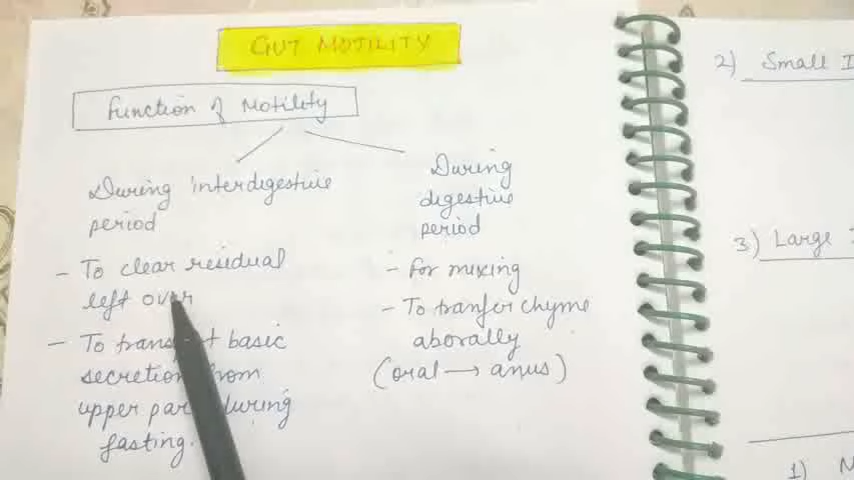 GUT MOTILITY
Function of Motility
During interdigestive
period
- To clear residual
left over
- To transport basic
secretion from
upper part during
fasting.
During
digestive
period
- For mixing
- To tranfer chyme
aborally
(oral → anus)
2) Small I
3) Large
1)